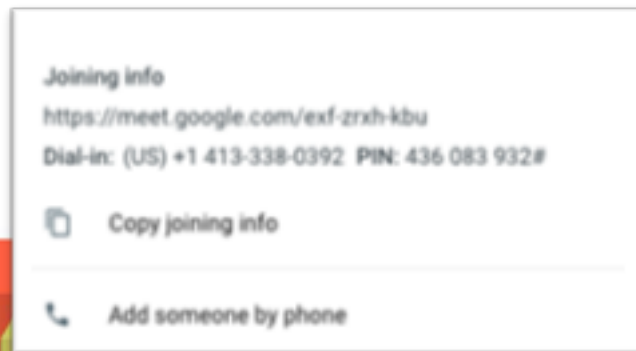 Joining info
https://meet.google.com/exf-zrxh-kbu
Dial-in: (US) +1 413-338-0392 PIN: 436 083 932#
Copy joining info
Add someone by phone